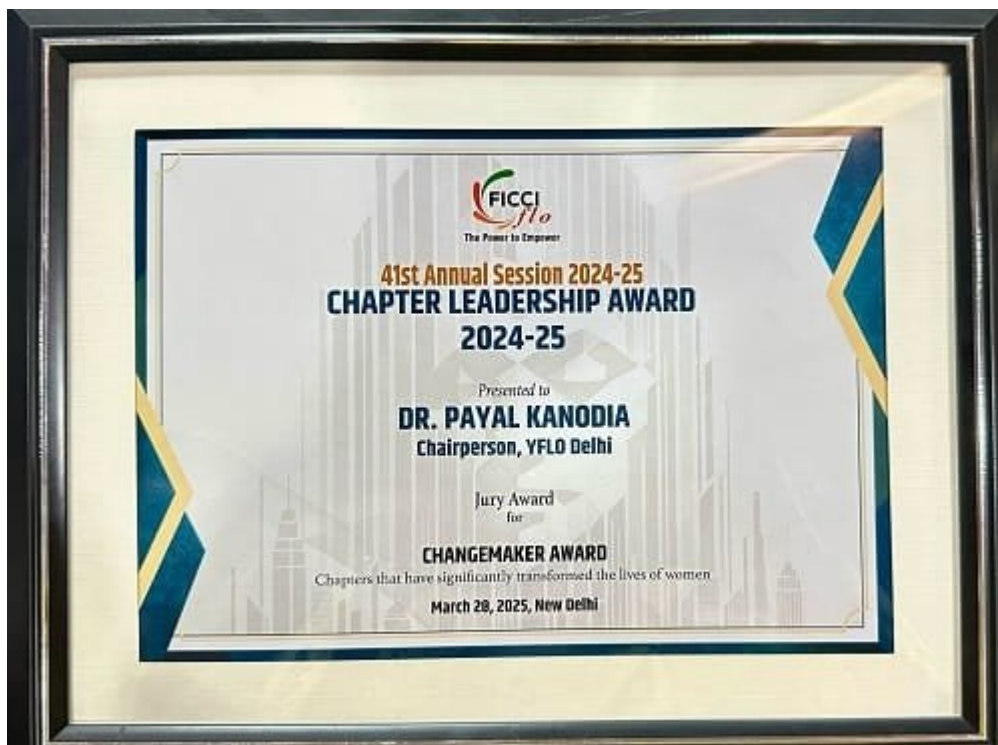 FICCI
flo
The Power to Empower
41st Annual Session 2024-25
CHAPTER LEADERSHIP AWARD
2024-25
Presented to
DR. PAYAL KANODIA
Chairperson, YFLO Delhi
Jury Award
for
CHANGEMAKER AWARD
Chapters that have significantly transformed the lives of women
March 28, 2025, New Delhi